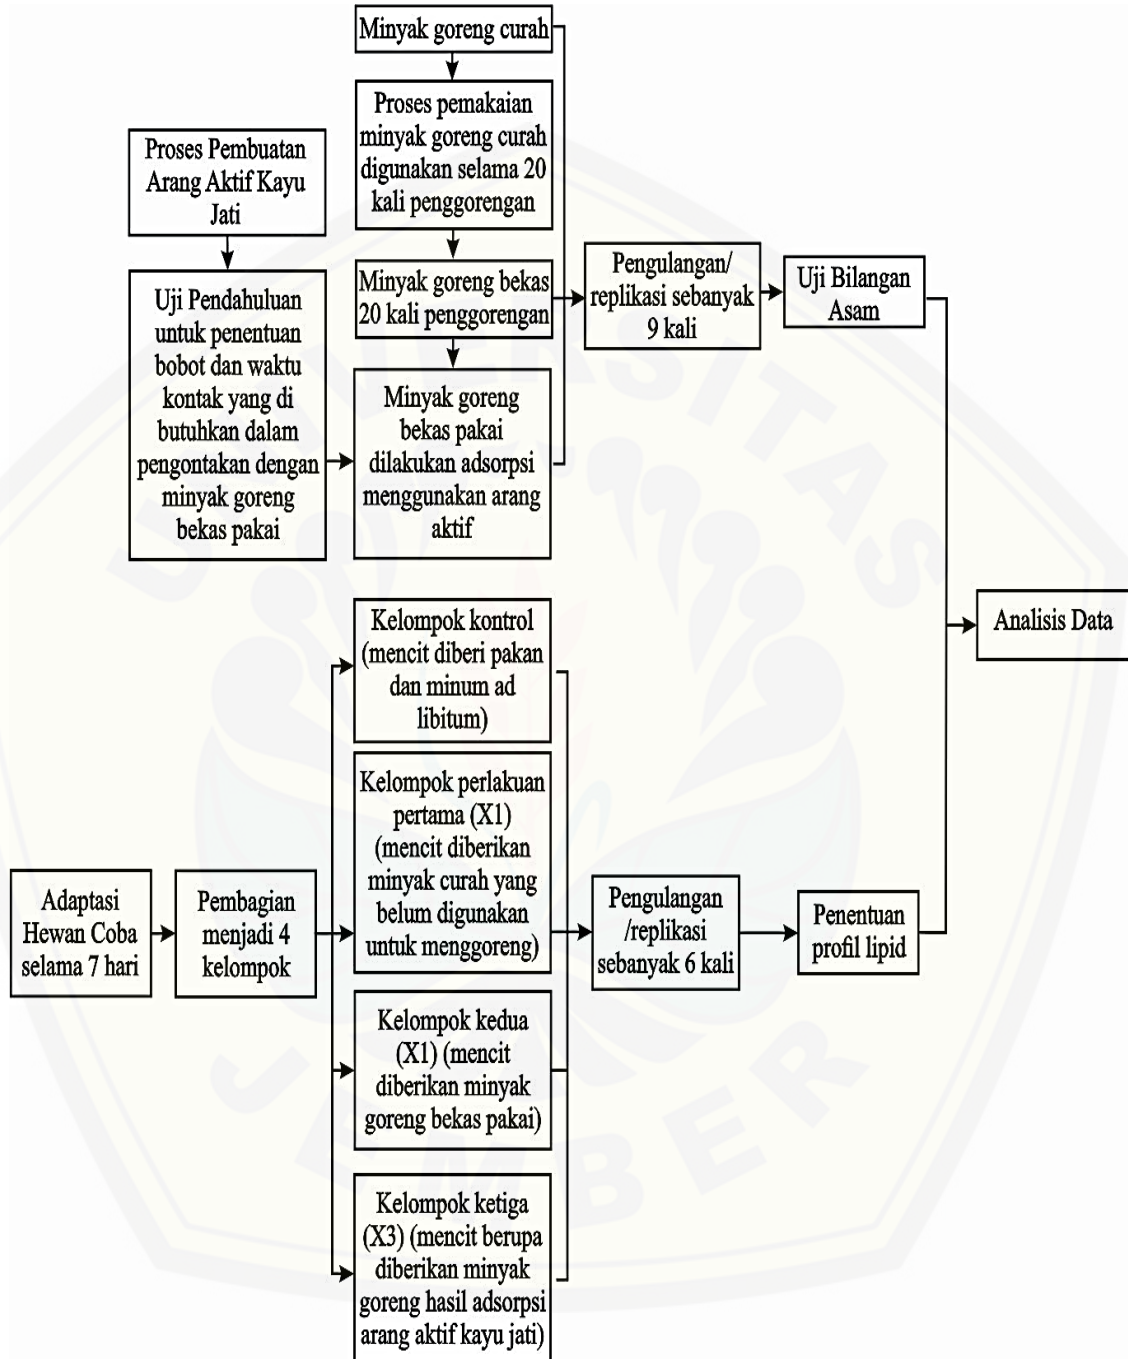 Minyak goreng curah
Proses pemakaian
minyak goreng curah
digunakan selama 20
kali penggorengan
Proses Pembuatan
Arang Aktif Kayu
Jati
Minyak goreng bekas
20 kali penggorengan
Pengulangan/
replikasi sebanyak
9 kali
Uji Bilangan
Asam
Uji Pendahuluan
untuk penentuan
bobot dan waktu
kontak yang di
butuhkan dalam
pengontakan dengan
minyak goreng
bekas pakai
Minyak goreng
bekas pakai
dilakukan adsorpsi
menggunakan arang
aktif
Analisis Data
Kelompok kontrol
(mencit diberi pakan
dan minum ad
libitum)
Kelompok perlakuan
pertama (X1)
(mencit diberikan
minyak curah yang
belum digunakan
untuk menggoreng)
Adaptasi
Hewan Coba
selama 7 hari
Pembagian
menjadi 4
kelompok
Pengulangan
/replikasi
sebanyak 6 kali
Penentuan
profil lipid
Kelompok kedua
(X1) (mencit
diberikan minyak
goreng bekas pakai)
Kelompok ketiga
(X3) (mencit berupa
diberikan minyak
goreng hasil adsorpsi
arang aktif kayu jati)
UNIVERSITAS
JEMBER